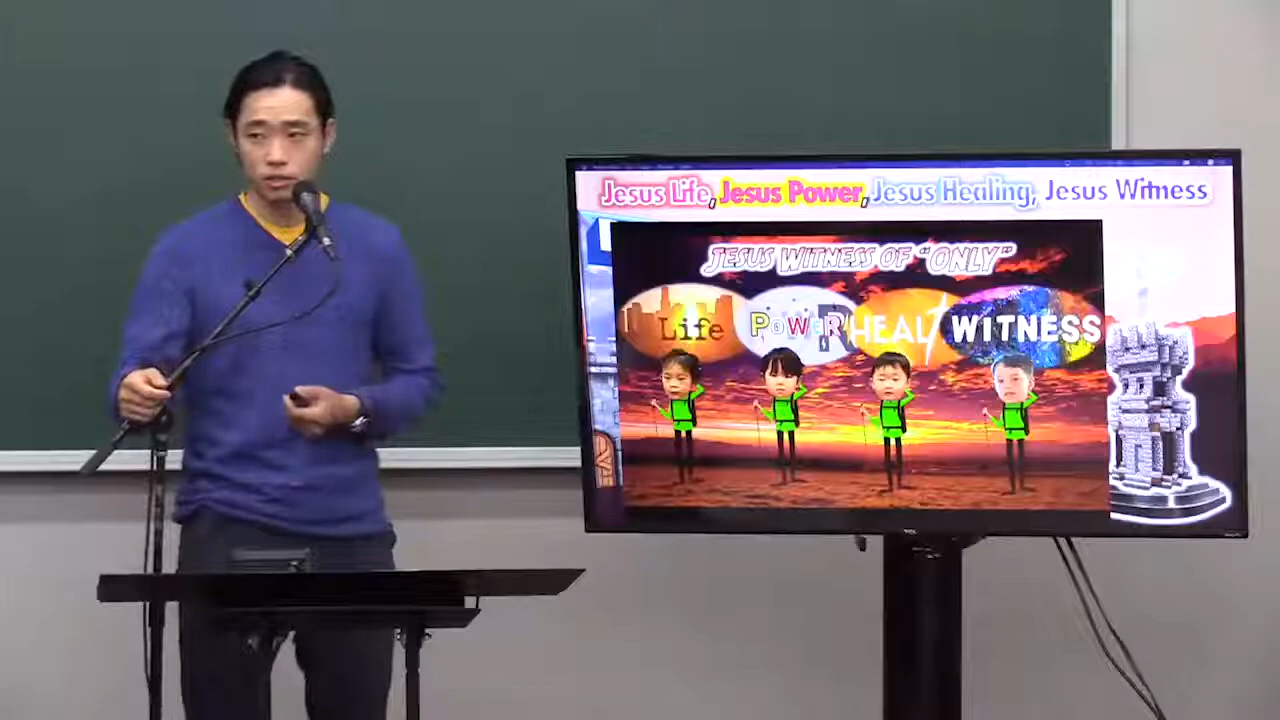 Jesus Life, Jesus Power, Jesus Healing, Jesus Witness
JESUS WITNESS OF "ONLY"
Life POWER HEAL WITNESS